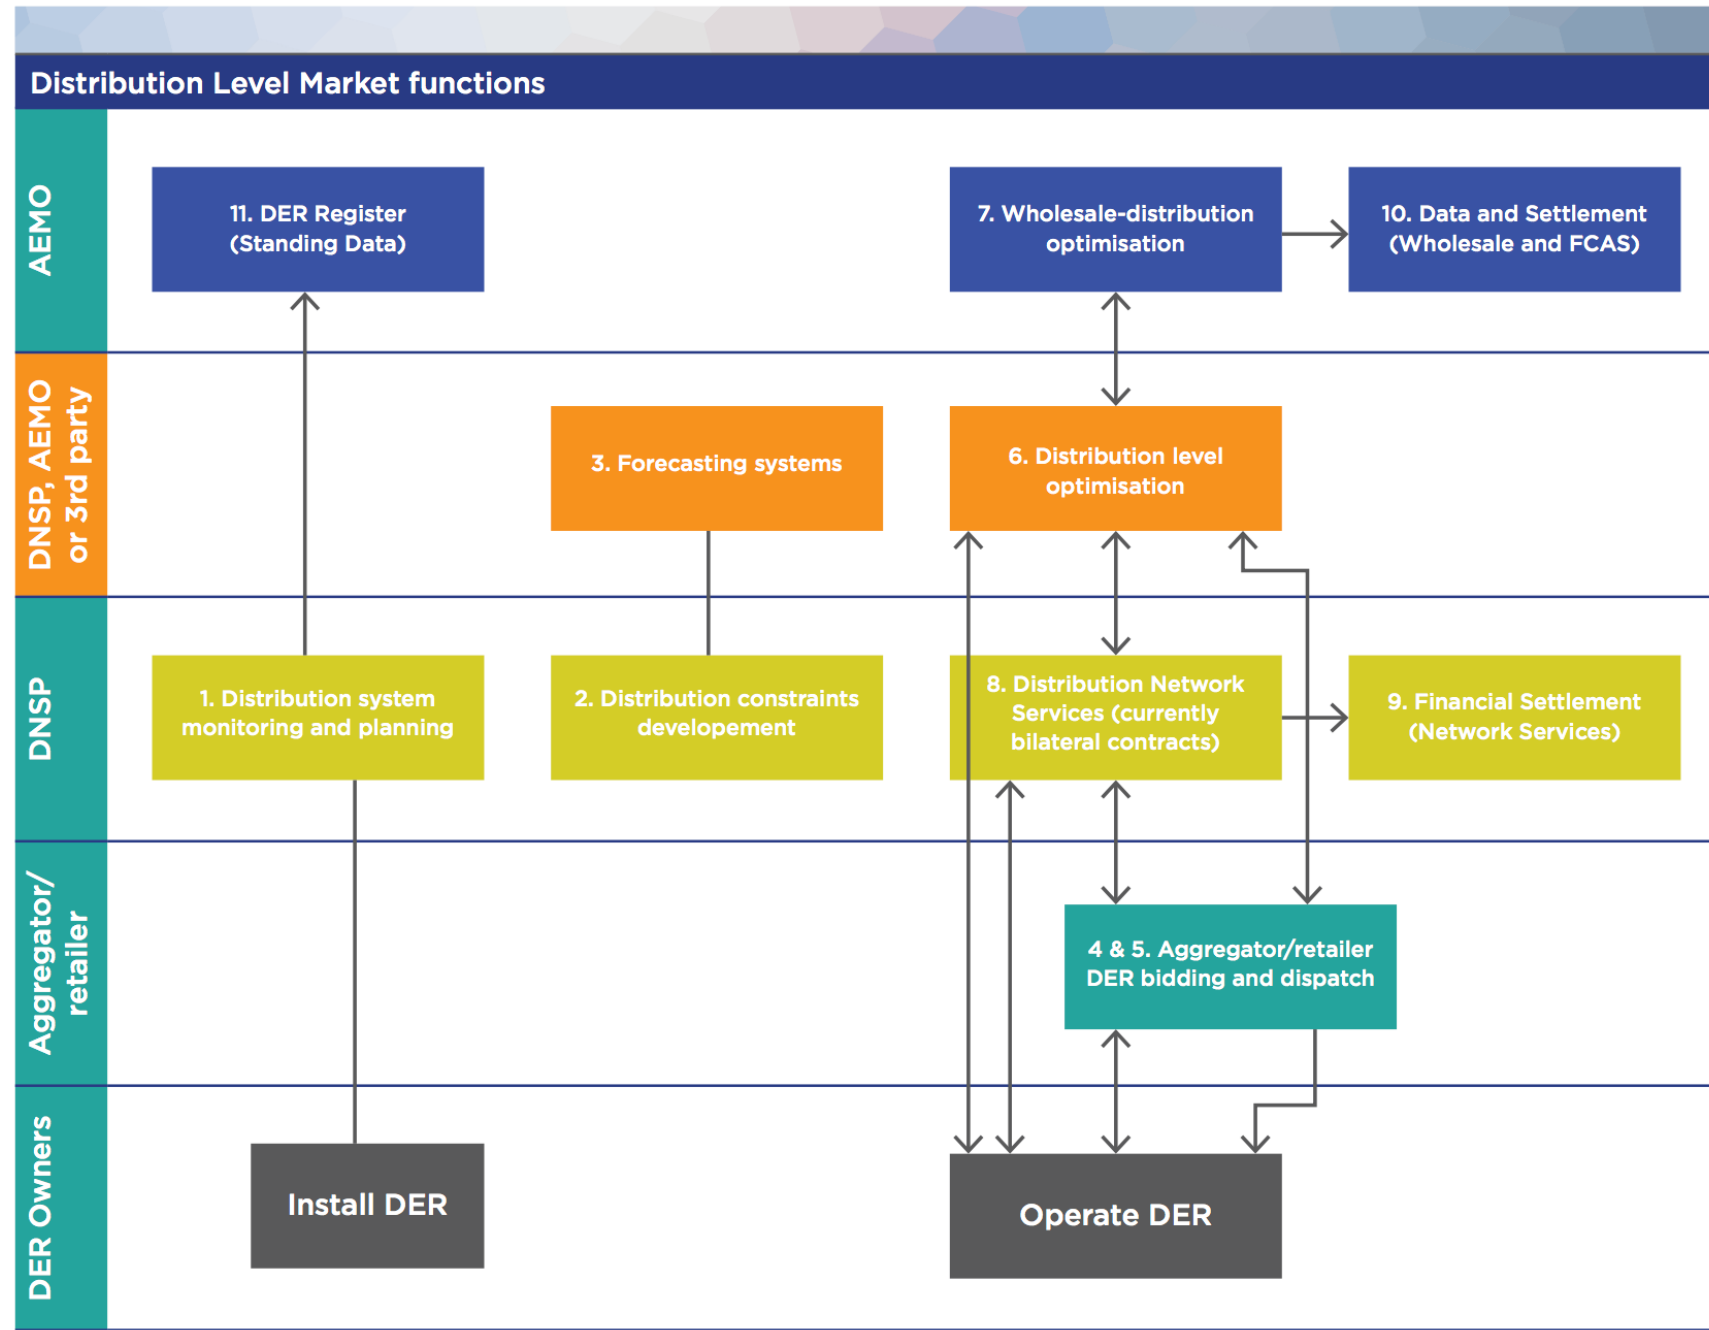 Distribution Level Market functions
AEMO
11. DER Register
(Standing Data)
7. Wholesale-distribution
optimisation
10. Data and Settlement
(Wholesale and FCAS)
DNSP, AEMO
or 3rd party
3. Forecasting systems
6. Distribution level
optimisation
DNSP
1. Distribution system
monitoring and planning
2. Distribution constraints
developement
8. Distribution Network
Services (currently
bilateral contracts)
9. Financial Settlement
(Network Services)
Aggregator/
retailer
4 & 5. Aggregator/retailer
DER bidding and dispatch
DER Owners
Install DER
Operate DER